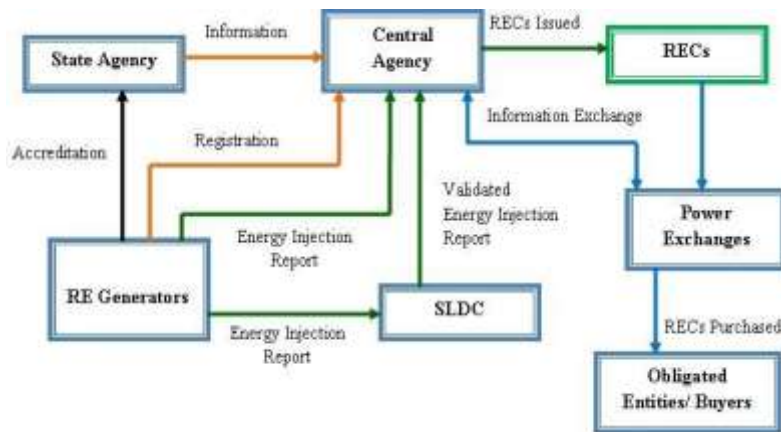 Information
RECs Issued
State Agency
Central
Agency
RECs
Accreditation
Registration
Information Exchange
Validated
Energy Injection
Report
Energy Injection
Report
Power
Exchanges
RE Generators
SLDC
Energy Injection
Report
RECs Purchased
Obligated
Entities/ Buyers